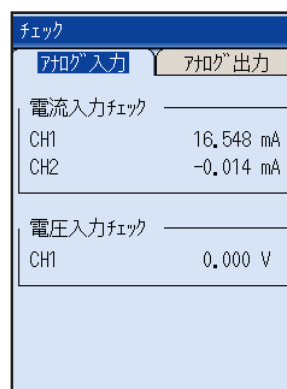 ﾁｪｯｸ
ｱﾅﾛｸﾞ入力 ｱﾅﾛｸﾞ出力
電流入力ﾁｪｯｸ
CH1 16.548 mA
CH2 -0.014 mA
電圧入力ﾁｪｯｸ
CH1 0.000 V